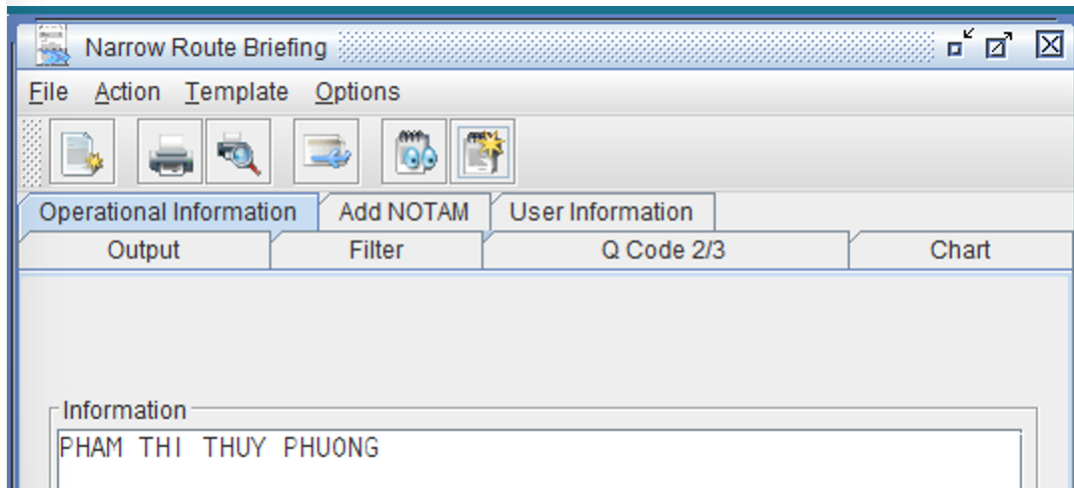 Narrow Route Briefing
File Action Template Options
Operational Information Add NOTAM User Information
Output Filter Q Code 2/3 Chart
Information
PHAM THI THUY PHUONG